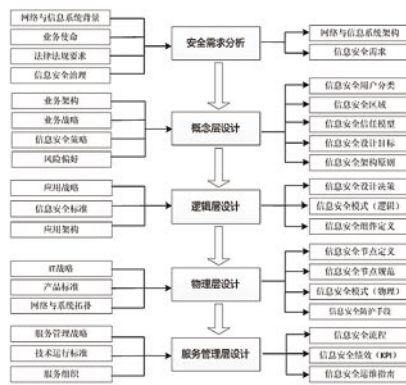 网络与信息系统背景
业务使命
法律法规要求
信息安全治理
安全需求分析
网络与信息系统架构
信息安全需求
业务架构
业务战略
信息安全策略
风险偏好
概念层设计
信息安全用户分类
信息安全区域
信息安全信任模型
信息安全设计目标
信息安全架构原则
应用战略
信息安全标准
应用架构
逻辑层设计
信息安全设计决策
信息安全模式（逻辑）
信息安全组件定义
IT战略
产品标准
网络与系统拓扑
物理层设计
信息安全节点定义
信息安全节点规范
信息安全模式（物理）
信息安全防护手段
服务管理战略
技术运行标准
服务组织
服务管理层设计
信息安全流程
信息安全绩效（KPI）
信息安全运维指南